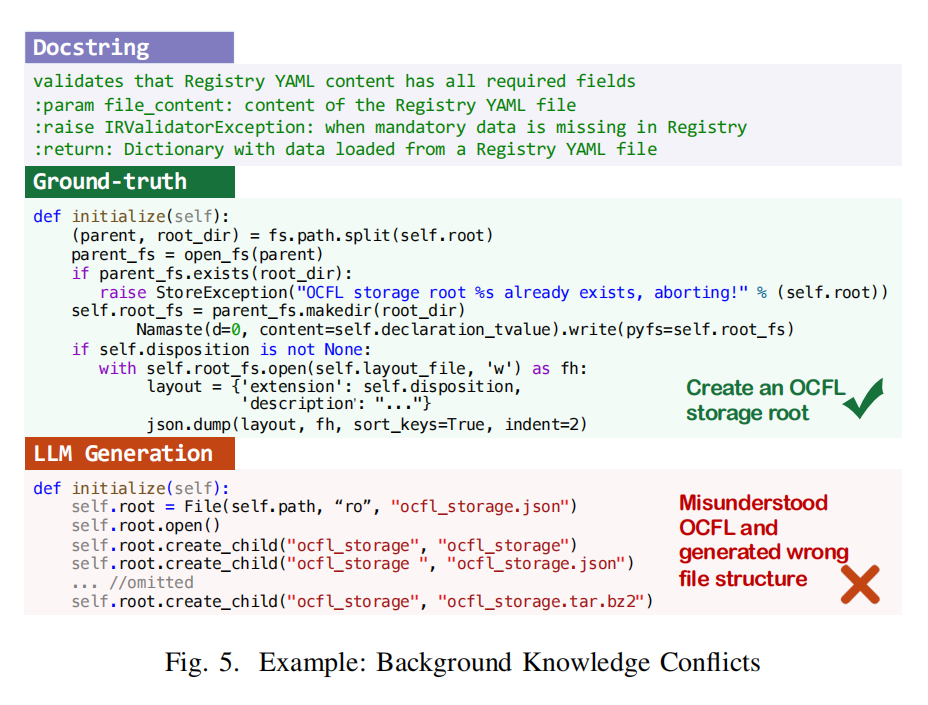 Docstring
validates that Registry YAML content has all required fields
:param file_content: content of the Registry YAML file
:raise IRValidatorException: when mandatory data is missing in Registry
:return: Dictionary with data loaded from a Registry YAML file
Ground-truth
def initialize(self):
    (parent, root_dir) = fs.path.split(self.root)
    parent_fs = open_fs(parent)
    if parent_fs.exists(root_dir):
       raise StoreException("OCFL storage root %s already exists, aborting!" % (self.root))
    self.root_fs = parent_fs.makedir(root_dir)
           Namaste(d=0, content=self.declaration_tvalue).write(pyfs=self.root_fs)
    if self.disposition is not None:
       with self.root_fs.open(self.layout_file, 'w') as fh:
            layout = {'extension': self.disposition,
                      'description': "..."}
            json.dump(layout, fh, sort_keys=True, indent=2)
Create an OCFL
storage root
LLM Generation
def initialize(self):
    self.root = File(self.path, “ro”, "ocfl_storage.json")
    self.root.open()
    self.root.create_child("ocfl_storage", "ocfl_storage")
    self.root.create_child("ocfl_storage ", "ocfl_storage.json")
    ... //omitted
    self.root.create_child("ocfl_storage", "ocfl_storage.tar.bz2")
Misunderstood
OCFL and
generated wrong
file structure
Fig. 5. Example: Background Knowledge Conflicts